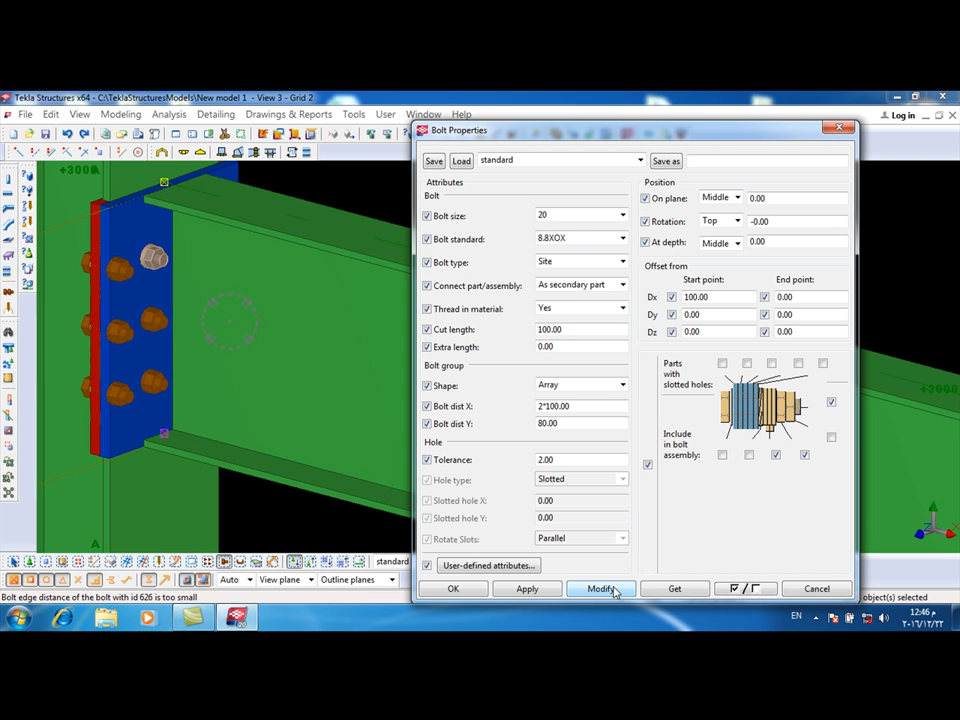 Tekla Structures x64 - C:\TeklaStructuresModels\New model 1 - View 3 - Grid 2
File Edit View Modeling Analysis Detailing Drawings & Reports Tools User Window Help
Log in
Bolt Properties
Save Load standard Save as
Attributes
Bolt
Bolt size: 20
Bolt standard: 8.8XOX
Bolt type: Site
Connect part/assembly: As secondary part
Thread in material: Yes
Cut length: 100.00
Extra length: 0.00
Bolt group
Shape: Array
Bolt dist X: 2*100.00
Bolt dist Y: 80.00
Hole
Tolerance: 2.00
Hole type: Slotted
Slotted hole X: 0.00
Slotted hole Y: 0.00
Rotate Slots: Parallel
User-defined attributes...
Position
On plane: Middle 0.00
Rotation: Top -0.00
At depth: Middle 0.00
Offset from
Start point: End point:
Dx 100.00 0.00
Dy 0.00 0.00
Dz 0.00 0.00
Parts
with
slotted holes:
Include
in bolt
assembly:
OK Apply Modify Get / Cancel
+3000
A
+3000
A
standard
Auto View plane Outline planes
Bolt edge distance of the bolt with id 626 is too small
object(s) selected
20
EN
12:46 م
٢٠١٦/١٢/٢٢